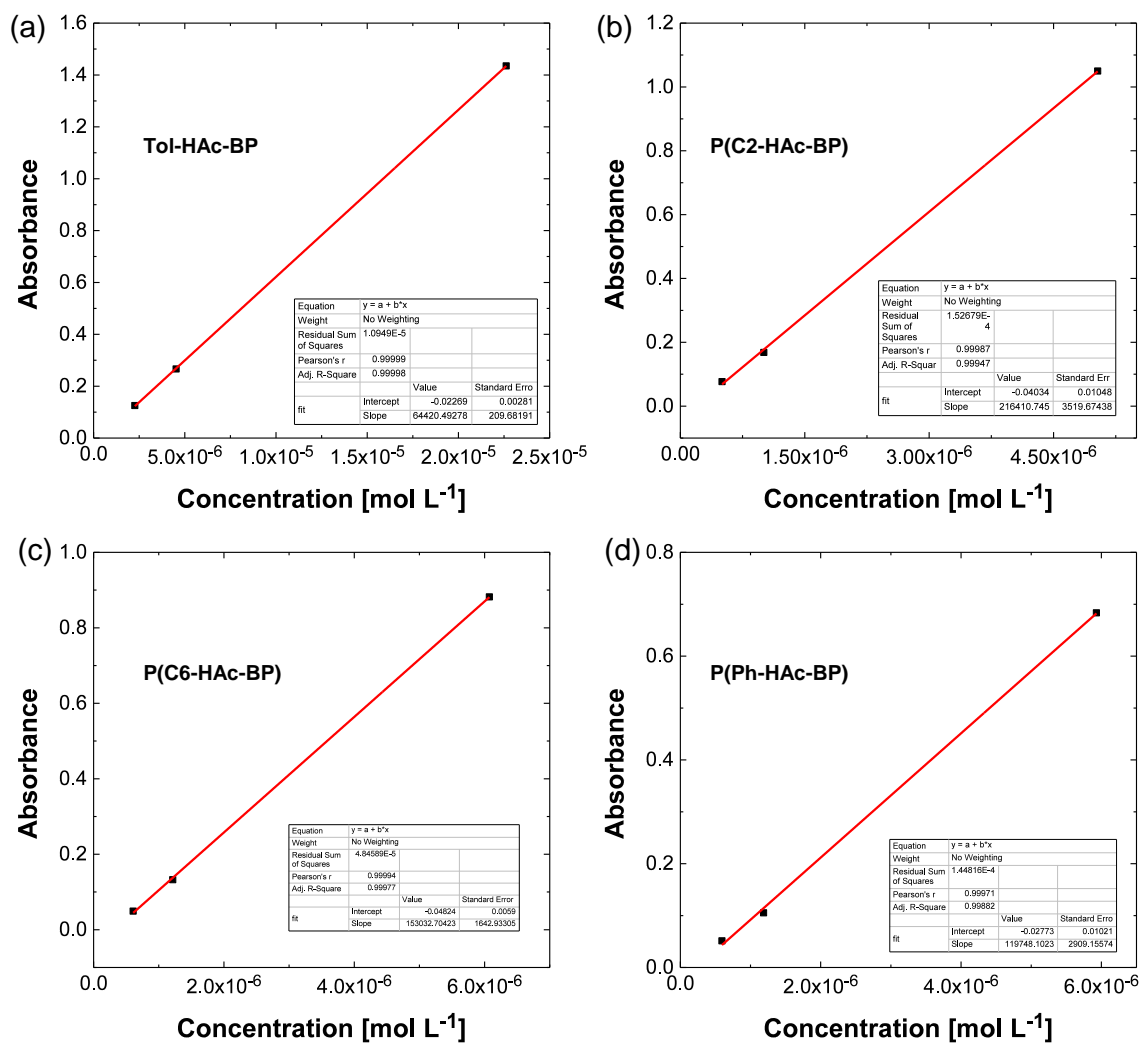 (a)
Absorbance
1.6
1.4
1.2
1.0
0.8
0.6
0.4
0.2
0.0
Tol-HAc-BP
Equation y = a + b*x
Weight No Weighting
Residual Sum of Squares 1.0949E-5
Pearson's r 0.99999
Adj. R-Square 0.99998
Value Standard Erro
fit Intercept -0.02269 0.00281
Slope 64420.49278 209.68191
0.0 5.0x10⁻⁶ 1.0x10⁻⁵ 1.5x10⁻⁵ 2.0x10⁻⁵ 2.5x10⁻⁵
Concentration [mol L⁻¹]
(b)
Absorbance
1.2
1.0
0.8
0.6
0.4
0.2
0.0
P(C2-HAc-BP)
Equation y = a + b*x
Weight No Weighting
Residual Sum of Squares 1.52679E-4
Pearson's r 0.99987
Adj. R-Squar 0.99947
Value Standard Err
fit Intercept -0.04034 0.01048
Slope 216410.745 3519.67438
0.00 1.50x10⁻⁶ 3.00x10⁻⁶ 4.50x10⁻⁶
Concentration [mol L⁻¹]
(c)
Absorbance
1.0
0.8
0.6
0.4
0.2
0.0
P(C6-HAc-BP)
Equation y = a + b*x
Weight No Weighting
Residual Sum of Squares 4.84589E-5
Pearson's r 0.99994
Adj. R-Square 0.99977
Value Standard Error
fit Intercept -0.04824 0.0059
Slope 153032.70423 1642.93305
0.0 2.0x10⁻⁶ 4.0x10⁻⁶ 6.0x10⁻⁶
Concentration [mol L⁻¹]
(d)
Absorbance
0.8
0.6
0.4
0.2
0.0
P(Ph-HAc-BP)
Equation y = a + b*x
Weight No Weighting
Residual Sum of Squares 1.44816E-4
Pearson's r 0.99971
Adj. R-Square 0.99882
Value Standard Erro
fit Intercept -0.02773 0.01021
Slope 119748.1023 2909.15574
0.0 2.0x10⁻⁶ 4.0x10⁻⁶ 6.0x10⁻⁶
Concentration [mol L⁻¹]